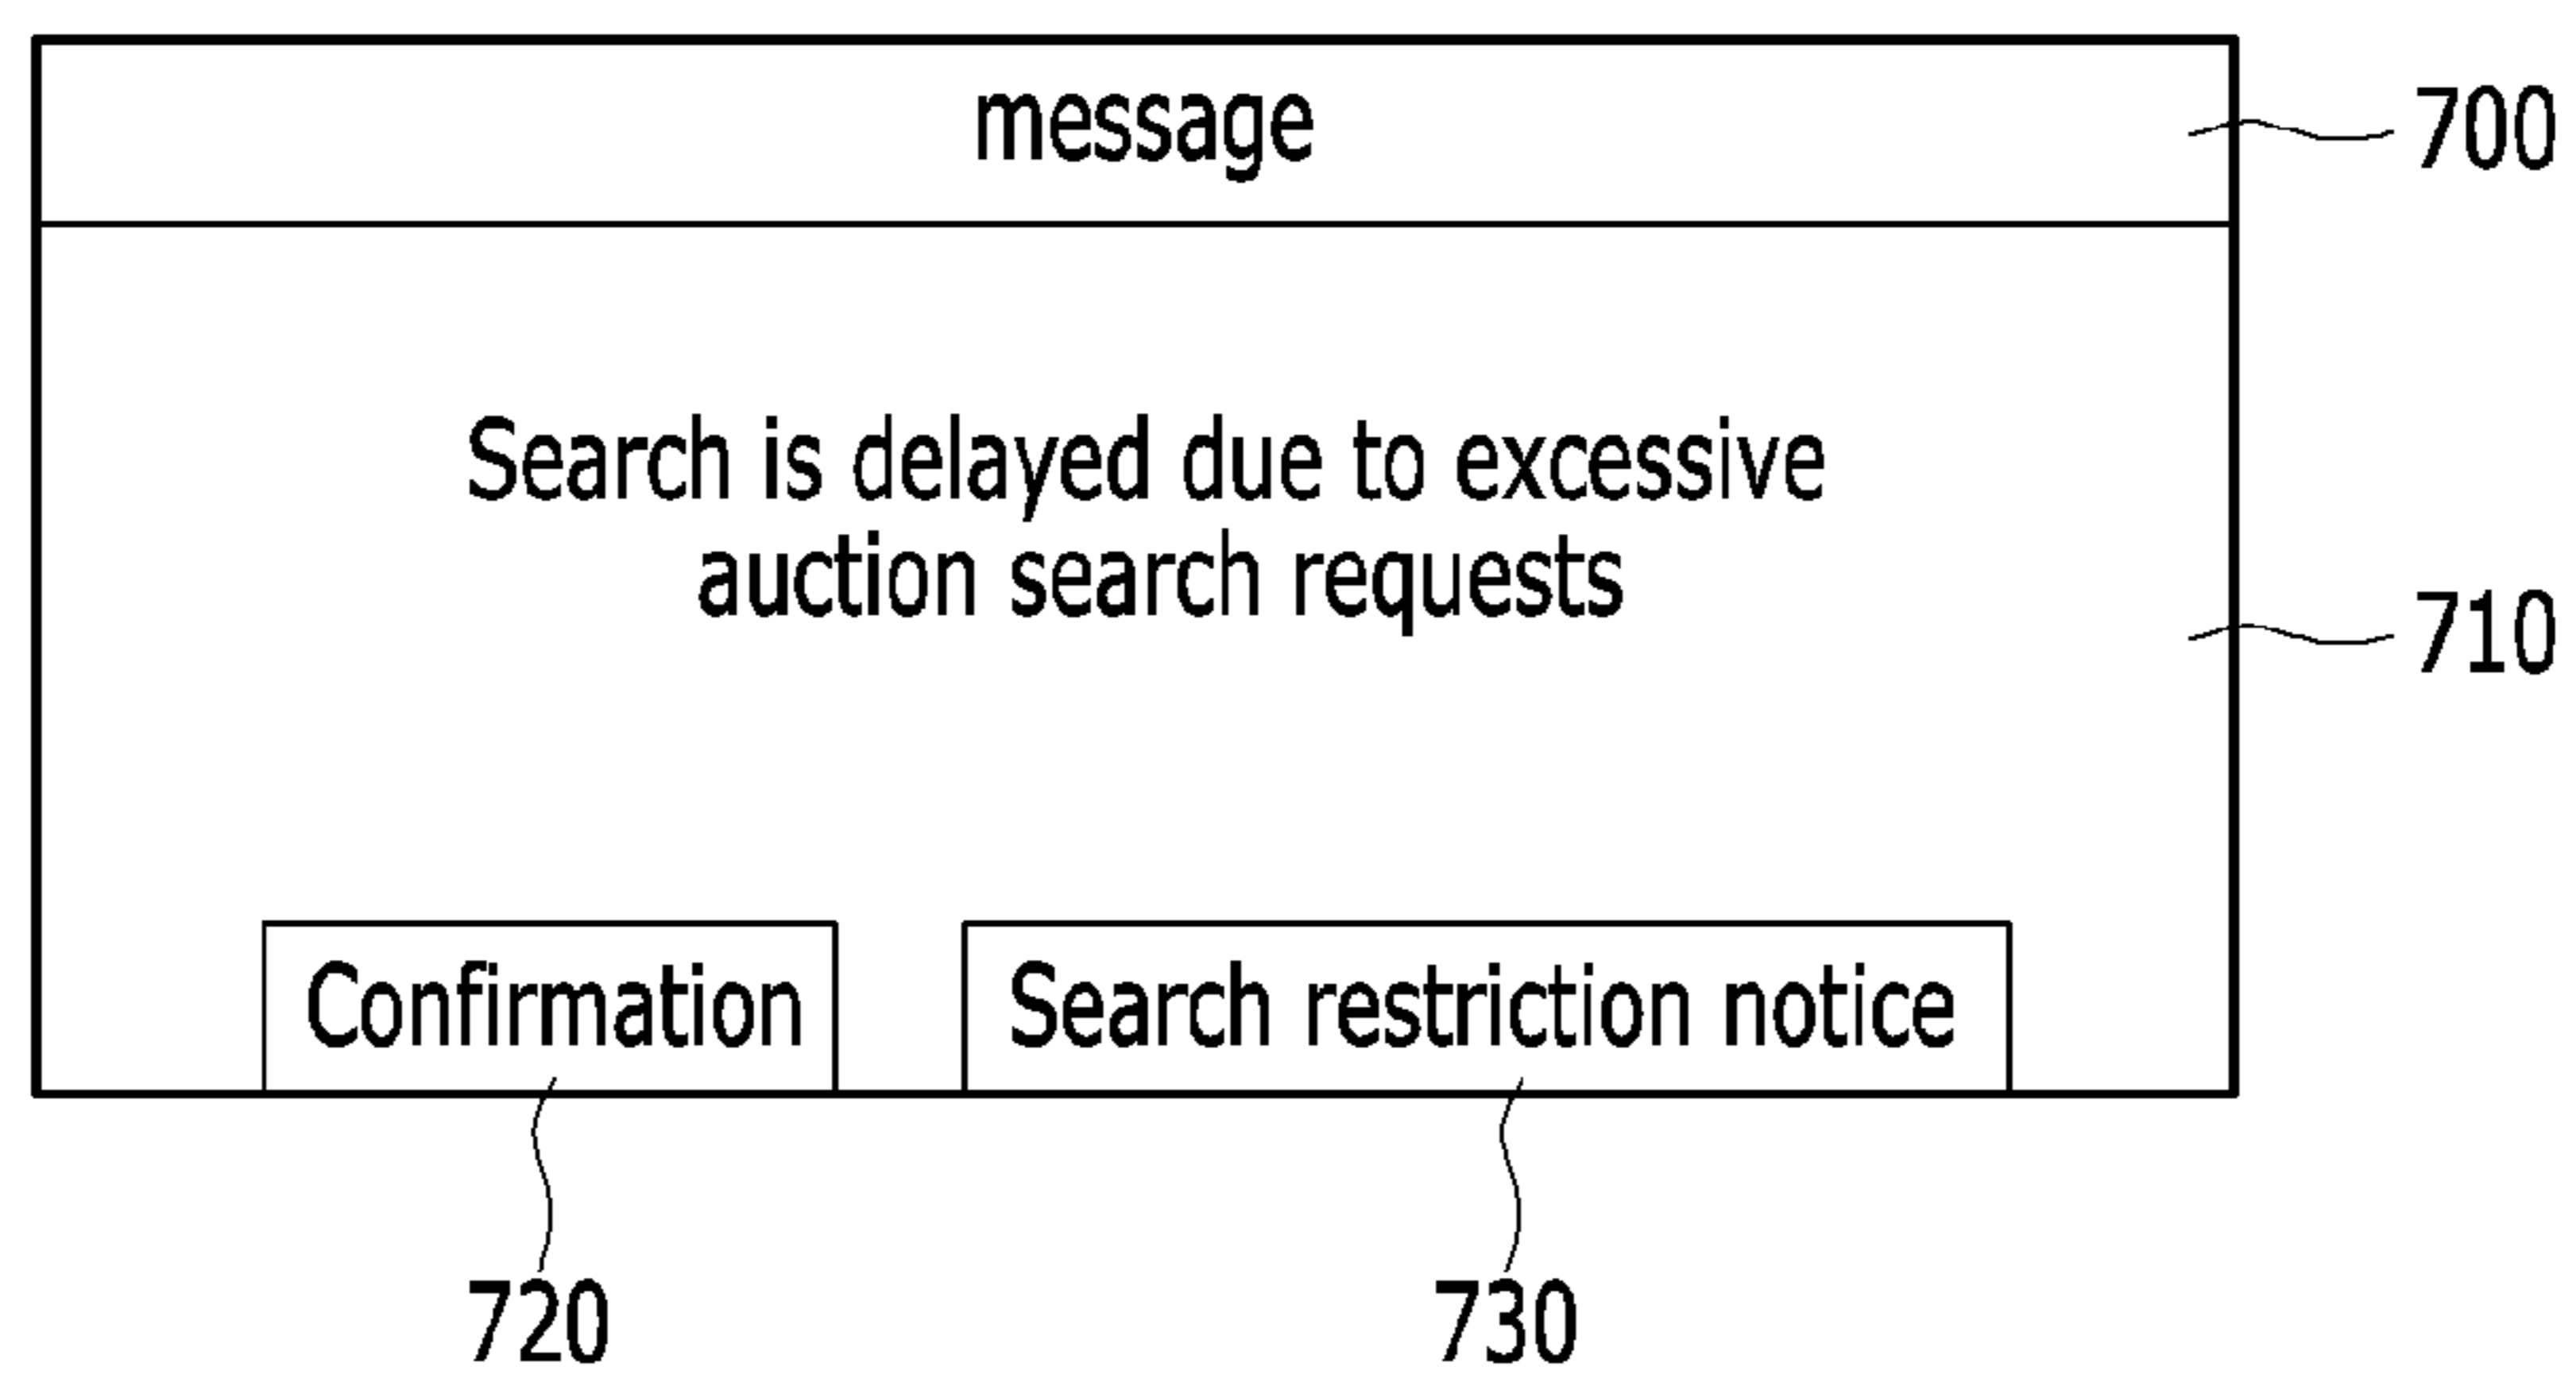 message
700
Search is delayed due to excessive
auction search requests
710
Confirmation
Search restriction notice
720
730